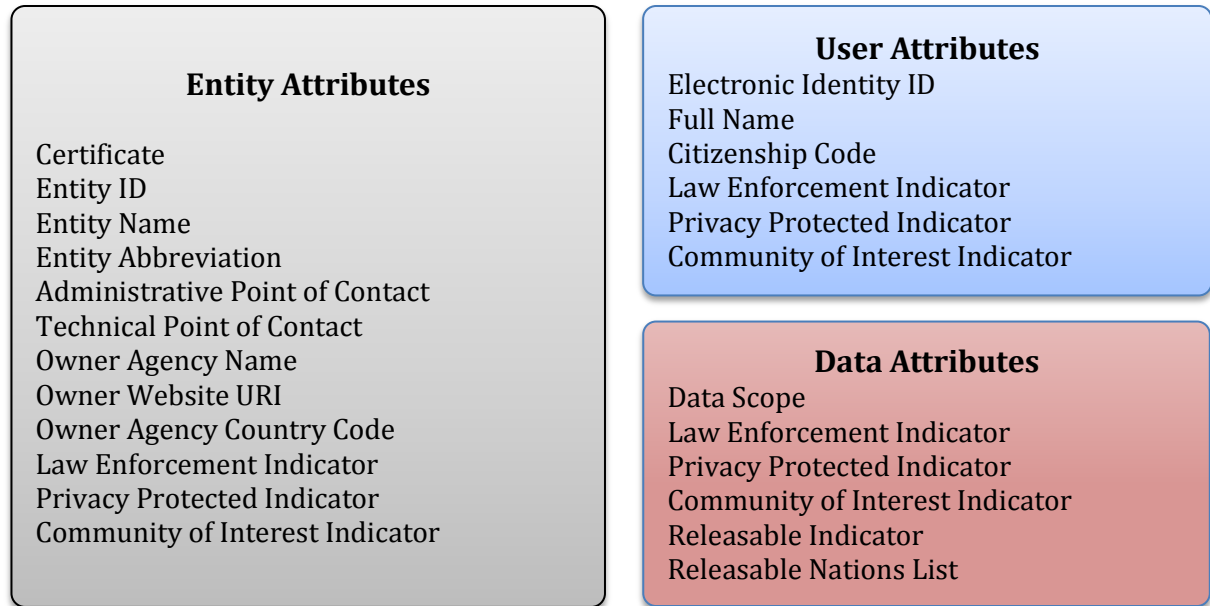 Entity Attributes
Certificate
Entity ID
Entity Name
Entity Abbreviation
Administrative Point of Contact
Technical Point of Contact
Owner Agency Name
Owner Website URI
Owner Agency Country Code
Law Enforcement Indicator
Privacy Protected Indicator
Community of Interest Indicator
User Attributes
Electronic Identity ID
Full Name
Citizenship Code
Law Enforcement Indicator
Privacy Protected Indicator
Community of Interest Indicator
Data Attributes
Data Scope
Law Enforcement Indicator
Privacy Protected Indicator
Community of Interest Indicator
Releasable Indicator
Releasable Nations List